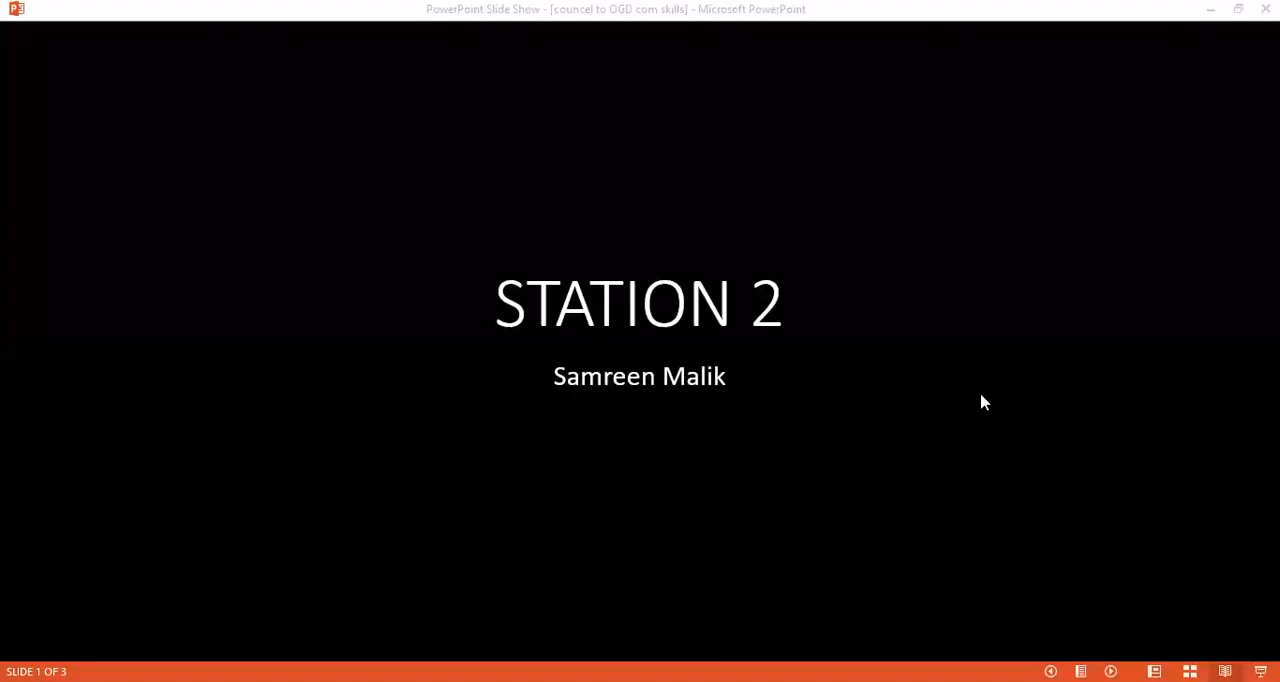 PowerPoint Slide Show - [councel to OGD com skills] - Microsoft PowerPoint
STATION 2
Samreen Malik
SLIDE 1 OF 3